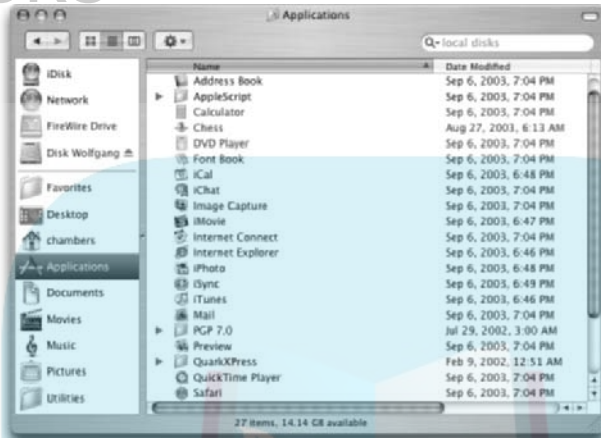 Applications
local disks
iDisk
Network
FireWire Drive
Disk Wolfgang
Favorites
Desktop
chambers
Applications
Documents
Movies
Music
Pictures
Utilities
Name Date Modified
Address Book Sep 6, 2003, 7:04 PM
AppleScript Sep 6, 2003, 7:04 PM
Calculator Sep 6, 2003, 7:04 PM
Chess Aug 27, 2003, 6:13 AM
DVD Player Sep 6, 2003, 7:04 PM
Font Book Sep 6, 2003, 7:04 PM
iCal Sep 6, 2003, 6:48 PM
iChat Sep 6, 2003, 7:04 PM
Image Capture Sep 6, 2003, 7:04 PM
iMovie Sep 6, 2003, 6:47 PM
Internet Connect Sep 6, 2003, 7:04 PM
Internet Explorer Sep 6, 2003, 6:46 PM
iPhoto Sep 6, 2003, 6:48 PM
iSync Sep 6, 2003, 6:49 PM
iTunes Sep 6, 2003, 6:46 PM
Mail Sep 6, 2003, 7:04 PM
PGP 7.0 Jul 29, 2002, 3:00 AM
Preview Sep 6, 2003, 7:04 PM
QuarkXPress Feb 9, 2002, 12:51 AM
QuickTime Player Sep 6, 2003, 7:04 PM
Safari Sep 6, 2003, 7:04 PM
27 items, 14.14 GB available